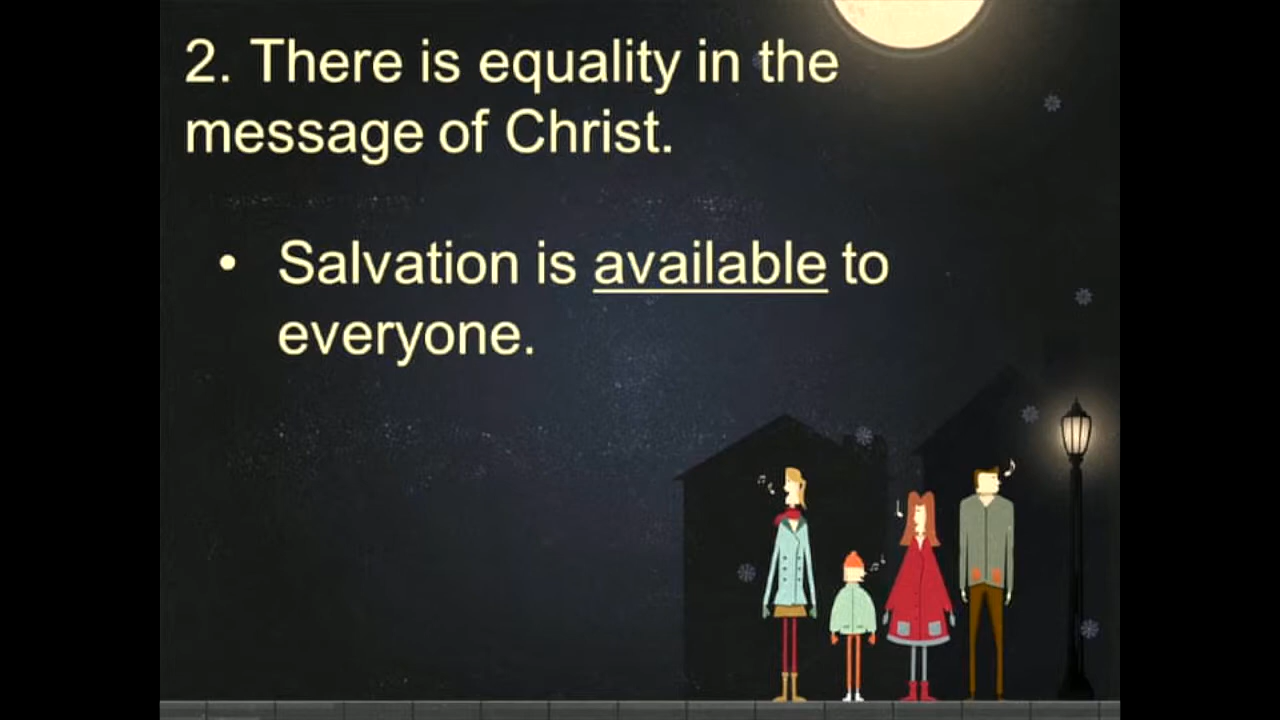 2. There is equality in the
message of Christ.
• Salvation is available to
everyone.